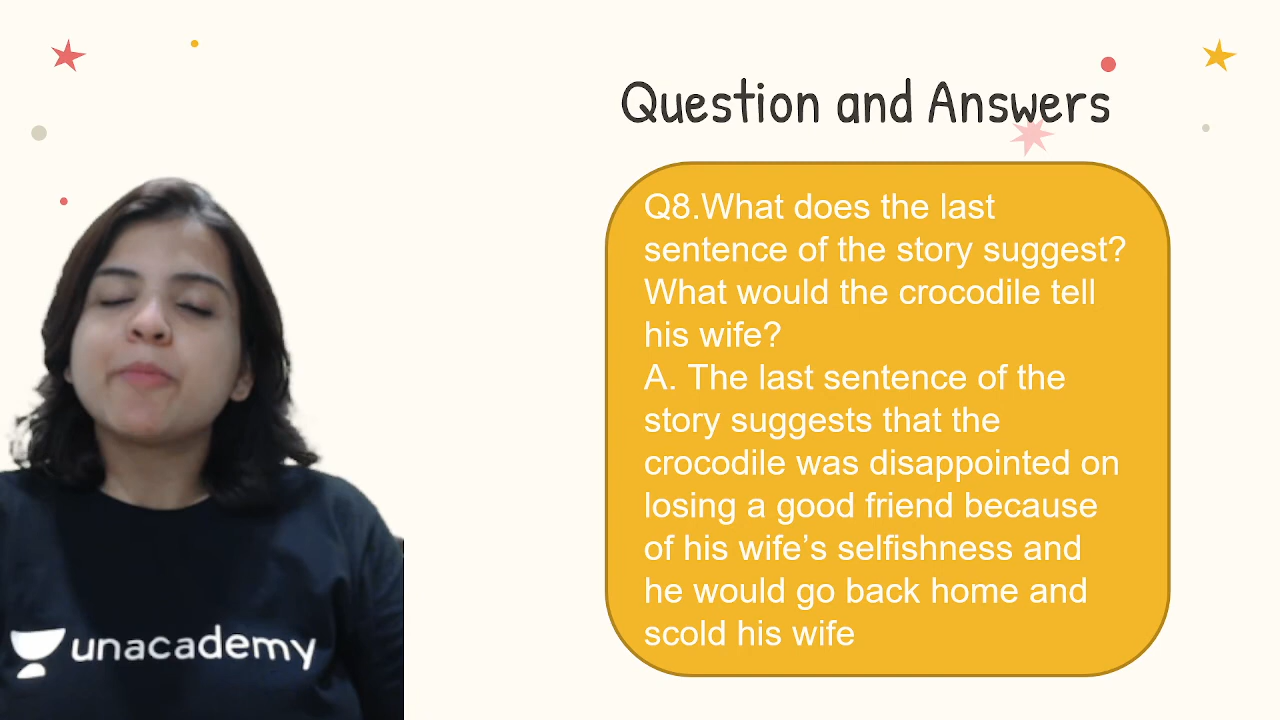 Question and Answers
Q8.What does the last
sentence of the story suggest?
What would the crocodile tell
his wife?
A. The last sentence of the
story suggests that the
crocodile was disappointed on
losing a good friend because
of his wife’s selfishness and
he would go back home and
scold his wife
unacademy